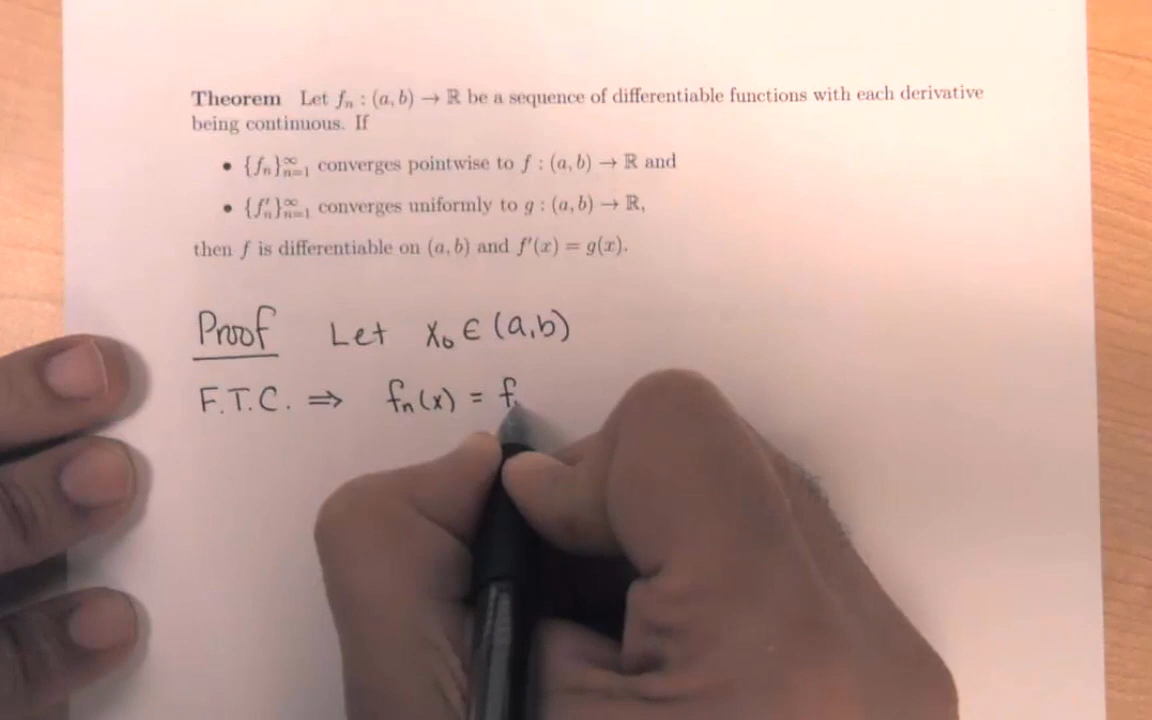 Theorem Let fₙ : (a, b) → ℝ be a sequence of differentiable functions with each derivative
being continuous. If
• {fₙ}ₙ₌₁^∞ converges pointwise to f : (a, b) → ℝ and
• {f′ₙ}ₙ₌₁^∞ converges uniformly to g : (a, b) → ℝ,
then f is differentiable on (a, b) and f′(x) = g(x).
Proof Let x₀ ∈ (a,b)
F.T.C. ⇒ fₙ(x) = f